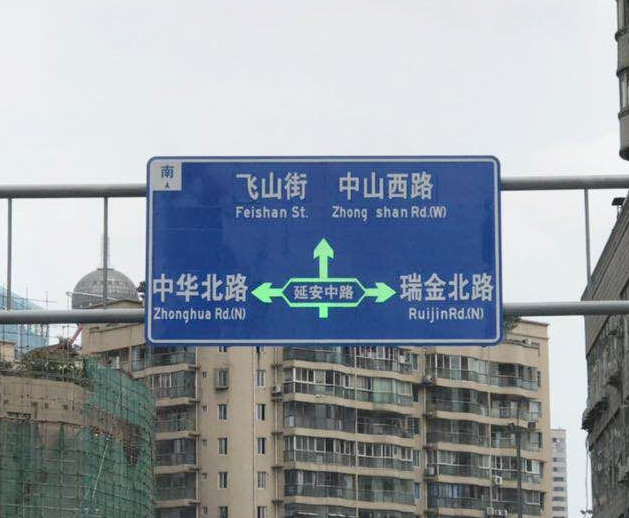 南
飞山街 中山西路
Feishan St. Zhong shan Rd.(W)
中华北路 延安中路 瑞金北路
Zhonghua Rd.(N) RuijinRd.(N)